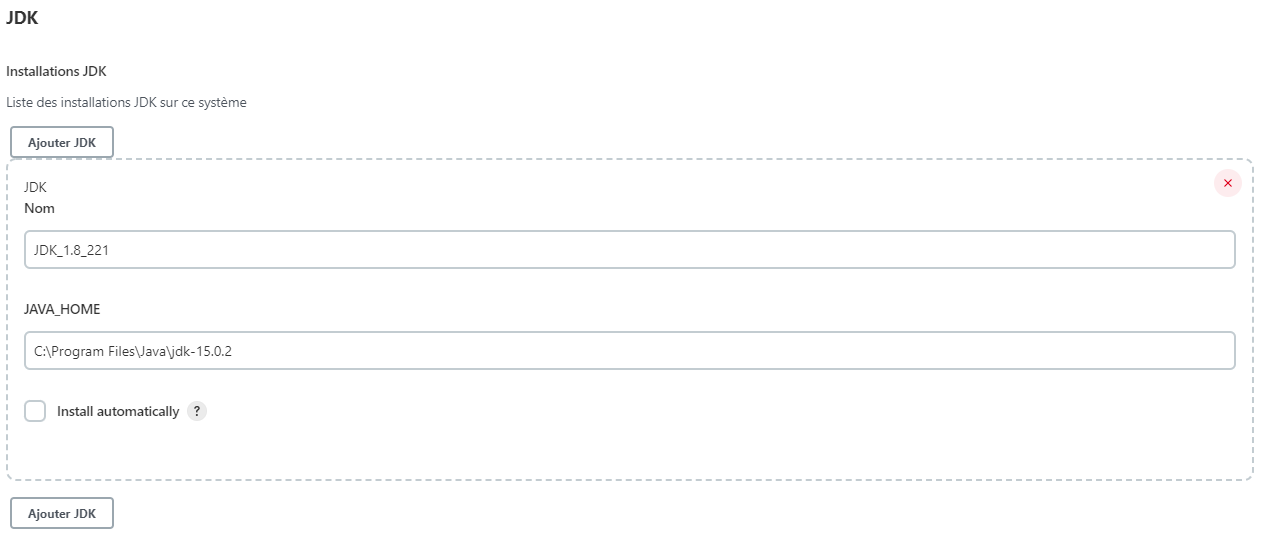 JDK
Installations JDK
Liste des installations JDK sur ce système
Ajouter JDK
JDK
Nom
JDK_1.8_221
JAVA_HOME
C:\Program Files\Java\jdk-15.0.2
Install automatically ?
Ajouter JDK